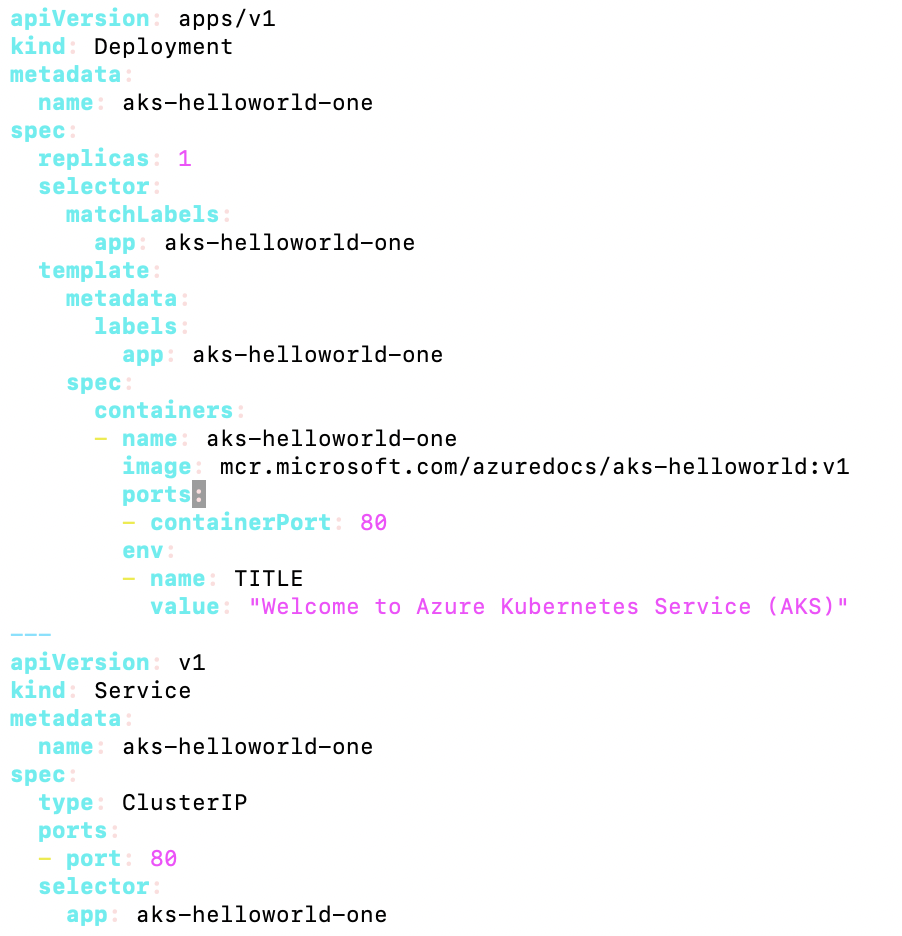 apiVersion: apps/v1
kind: Deployment
metadata:
  name: aks-helloworld-one
spec:
  replicas: 1
  selector:
    matchLabels:
      app: aks-helloworld-one
  template:
    metadata:
      labels:
        app: aks-helloworld-one
    spec:
      containers:
      - name: aks-helloworld-one
        image: mcr.microsoft.com/azuredocs/aks-helloworld:v1
        ports:
        - containerPort: 80
        env:
        - name: TITLE
          value: "Welcome to Azure Kubernetes Service (AKS)"
---
apiVersion: v1
kind: Service
metadata:
  name: aks-helloworld-one
spec:
  type: ClusterIP
  ports:
  - port: 80
  selector:
    app: aks-helloworld-one